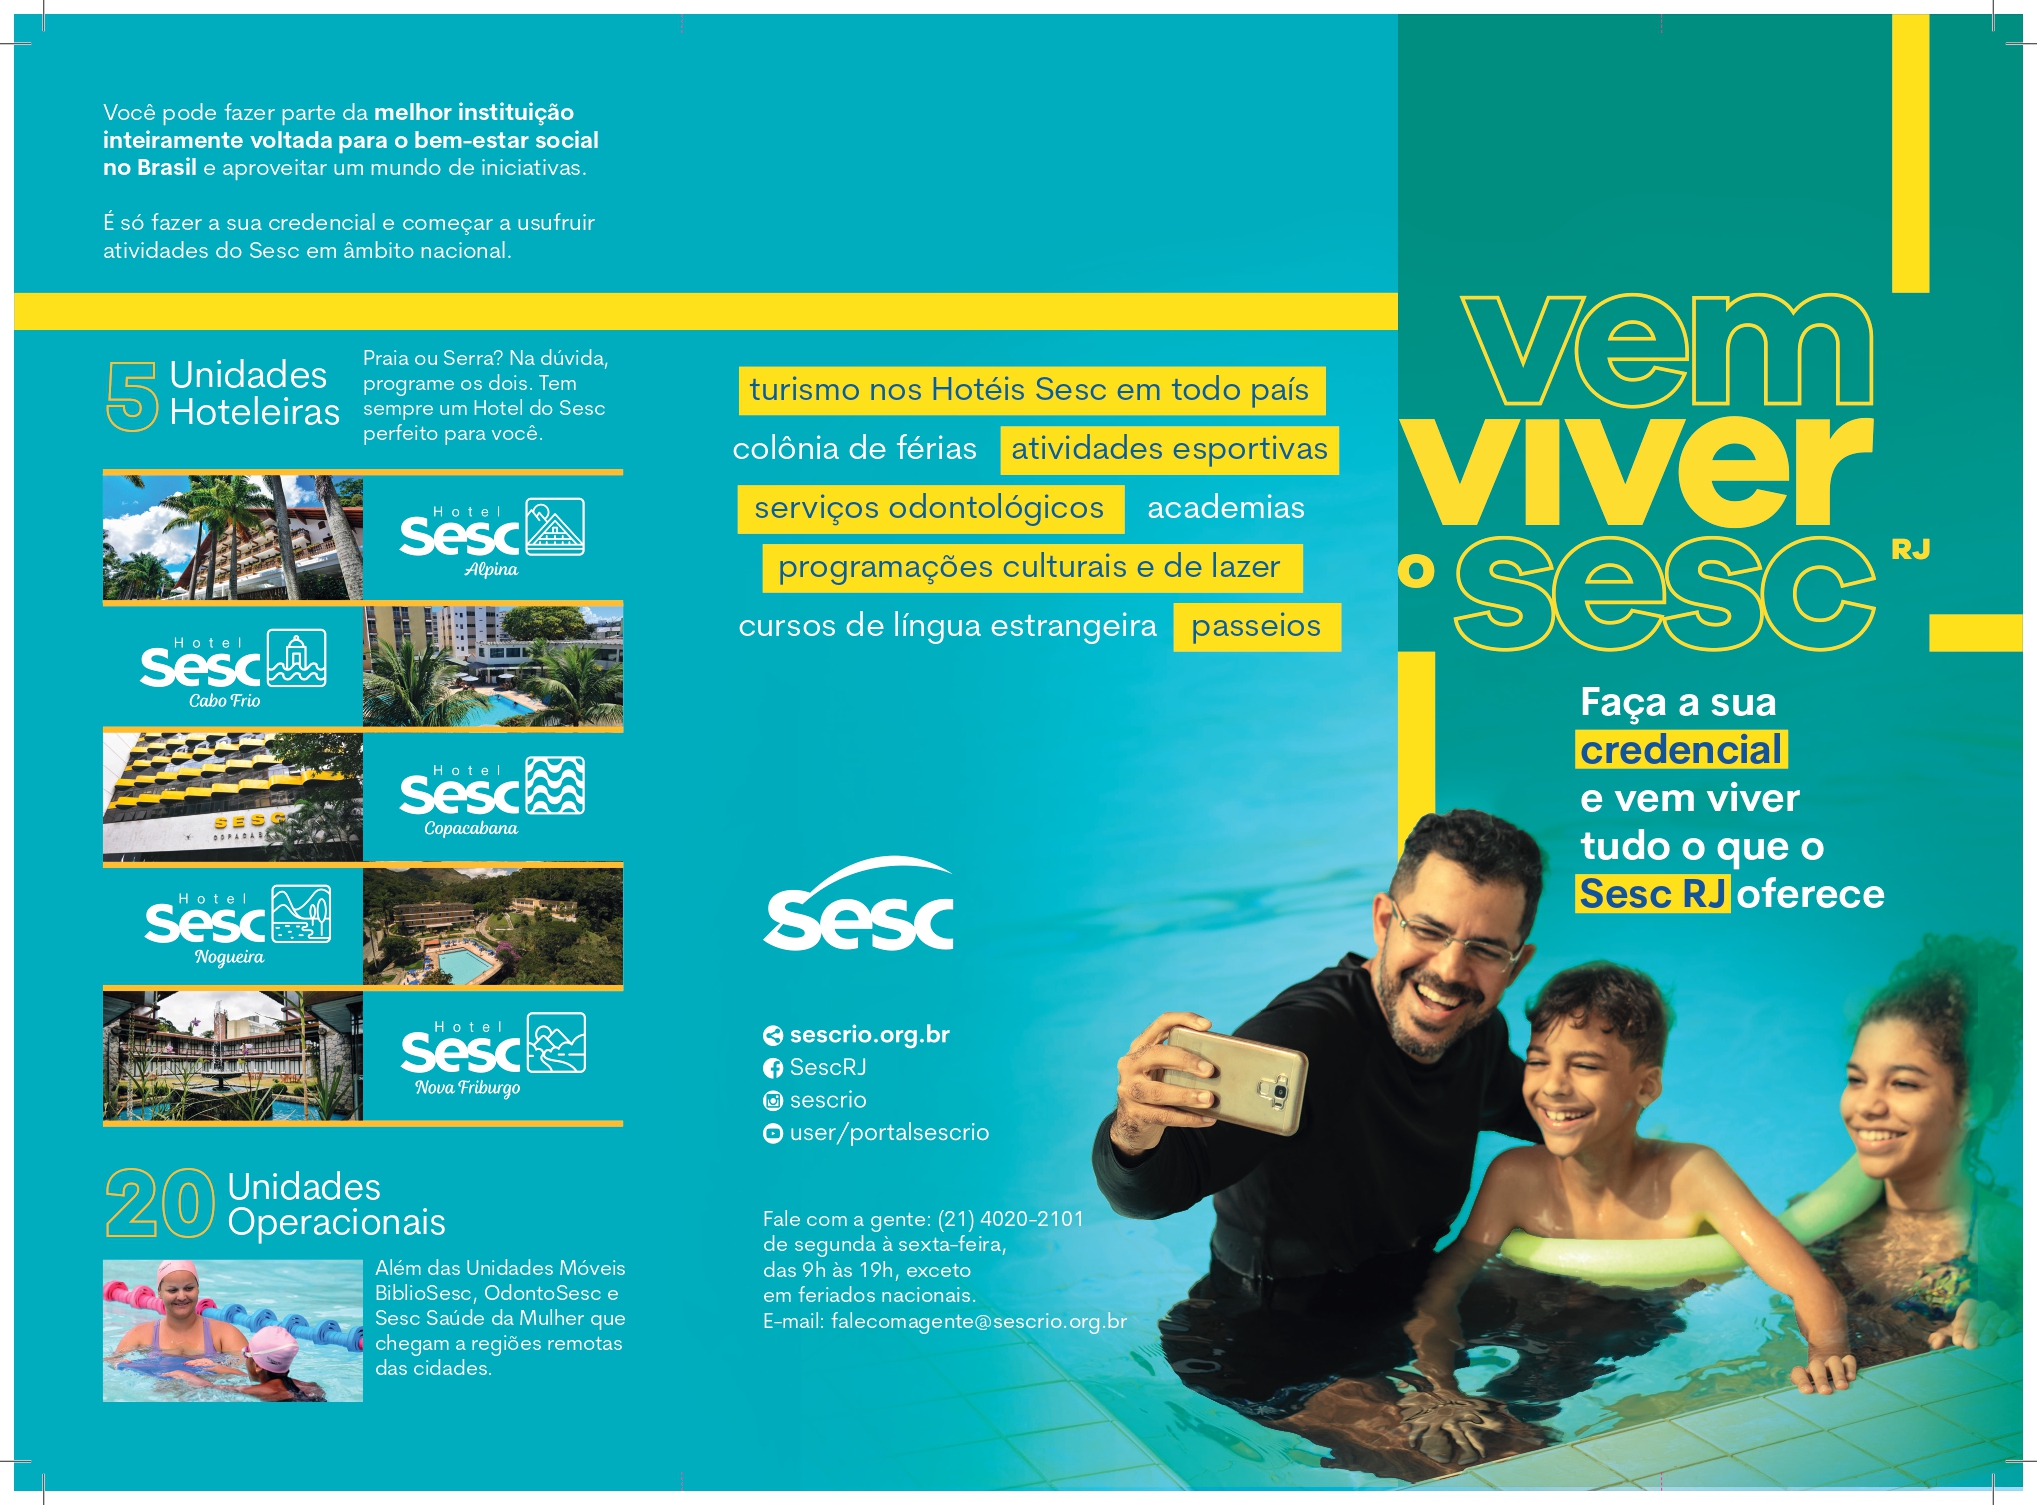 Você pode fazer parte da melhor instituição
inteiramente voltada para o bem-estar social
no Brasil e aproveitar um mundo de iniciativas.
É só fazer a sua credencial e começar a usufruir
atividades do Sesc em âmbito nacional.
5 Unidades
Hoteleiras
Praia ou Serra? Na dúvida,
programe os dois. Tem
sempre um Hotel do Sesc
perfeito para você.
Hotel
Sesc
Alpina
Hotel
Sesc
Cabo Frio
SESC
COPACABANA
Hotel
Sesc
Copacabana
Hotel
Sesc
Nogueira
Hotel
Sesc
Nova Friburgo
20 Unidades
Operacionais
Além das Unidades Móveis
BiblioSesc, OdontoSesc e
Sesc Saúde da Mulher que
chegam a regiões remotas
das cidades.
turismo nos Hotéis Sesc em todo país
colônia de férias atividades esportivas
serviços odontológicos academias
programações culturais e de lazer
cursos de língua estrangeira passeios
Sesc
sescrio.org.br
SescRJ
sescrio
user/portalsescrio
Fale com a gente: (21) 4020-2101
de segunda à sexta-feira,
das 9h às 19h, exceto
em feriados nacionais.
E-mail: falecomagente@sescrio.org.br
vem
viver
o sesc RJ
Faça a sua
credencial
e vem viver
tudo o que o
Sesc RJ oferece